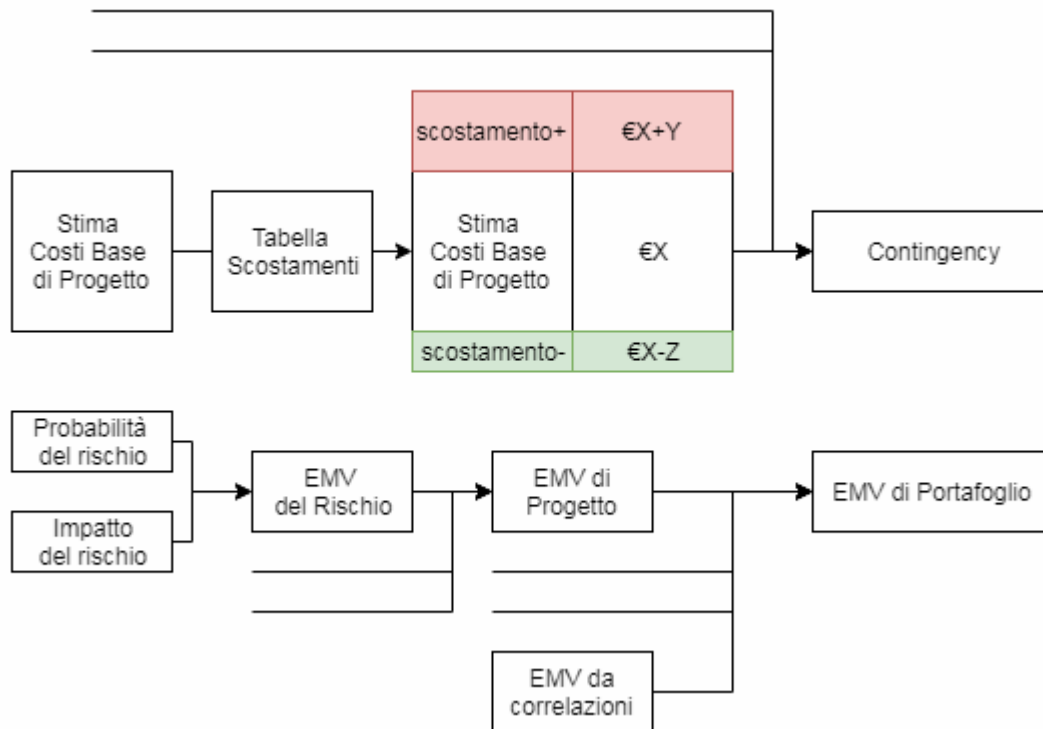 scostamento+
€X+Y
Stima
Costi Base
di Progetto
Tabella
Scostamenti
Stima
Costi Base
di Progetto
€X
Contingency
scostamento-
€X-Z
Probabilità
del rischio
Impatto
del rischio
EMV
del Rischio
EMV di
Progetto
EMV di Portafoglio
EMV da
correlazioni